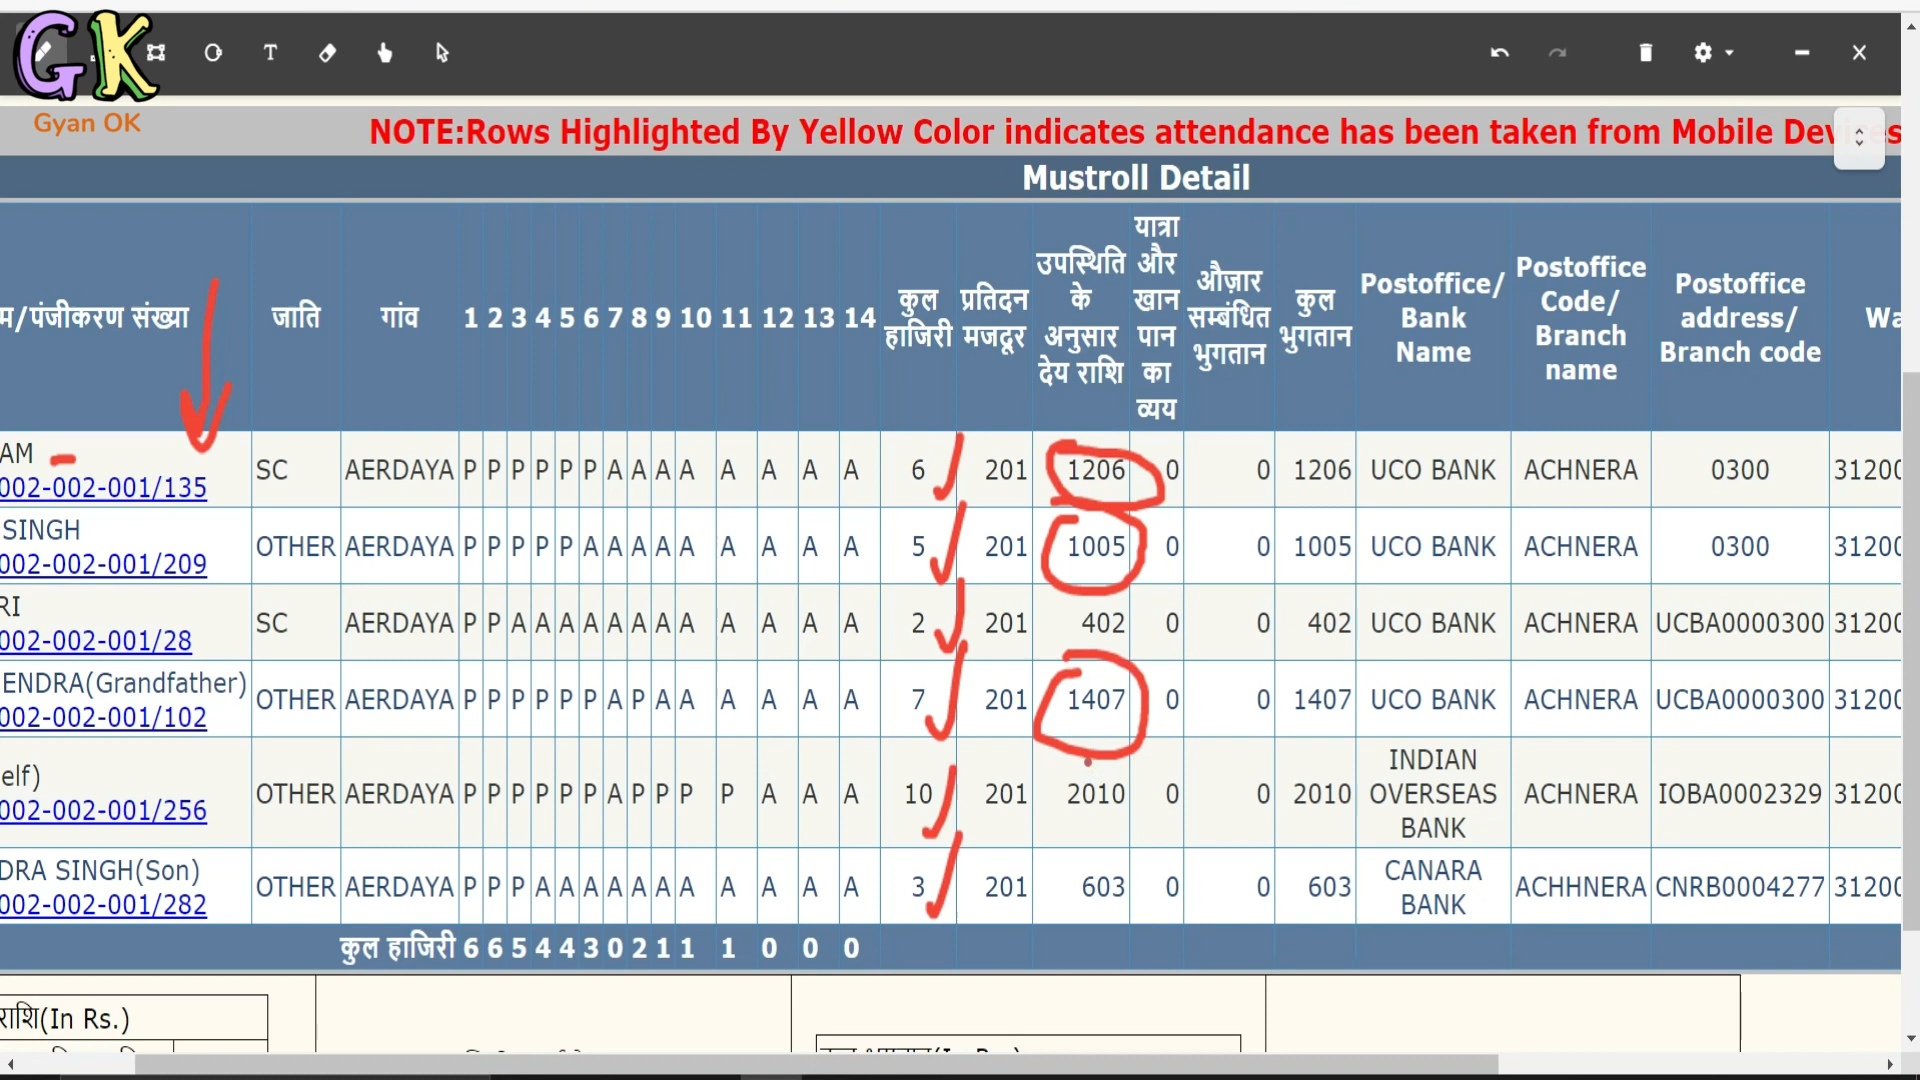 GK
Gyan OK
NOTE:Rows Highlighted By Yellow Color indicates attendance has been taken from Mobile Devices
Mustroll Detail
म/पंजीकरण संख्या जाति गांव 1 2 3 4 5 6 7 8 9 10 11 12 13 14 कुल हाजिरी प्रतिदन मजदूर उपस्थिति के अनुसार देय राशि यात्रा और खान पान का व्यय औज़ार सम्बंधित भुगतान कुल भुगतान Postoffice/ Bank Name Postoffice Code/ Branch name Postoffice address/ Branch code Wa
AM
002-002-001/135 SC AERDAYA P P P P P P A A A A A A A A 6 201 1206 0 0 1206 UCO BANK ACHNERA 0300 31200
SINGH
002-002-001/209 OTHER AERDAYA P P P P P A A A A A A A A A 5 201 1005 0 0 1005 UCO BANK ACHNERA 0300 31200
RI
002-002-001/28 SC AERDAYA P P A A A A A A A A A A A A 2 201 402 0 0 402 UCO BANK ACHNERA UCBA0000300 31200
ENDRA(Grandfather)
002-002-001/102 OTHER AERDAYA P P P P P P A P A A A A A A 7 201 1407 0 0 1407 UCO BANK ACHNERA UCBA0000300 31200
elf)
002-002-001/256 OTHER AERDAYA P P P P P P A P P P P A A A 10 201 2010 0 0 2010 INDIAN OVERSEAS BANK ACHNERA IOBA0002329 31200
DRA SINGH(Son)
002-002-001/282 OTHER AERDAYA P P P A A A A A A A A A A A 3 201 603 0 0 603 CANARA BANK ACHHNERA CNRB0004277 31200
कुल हाजिरी 6 6 5 4 4 3 0 2 1 1 1 0 0 0
राशि(In Rs.)